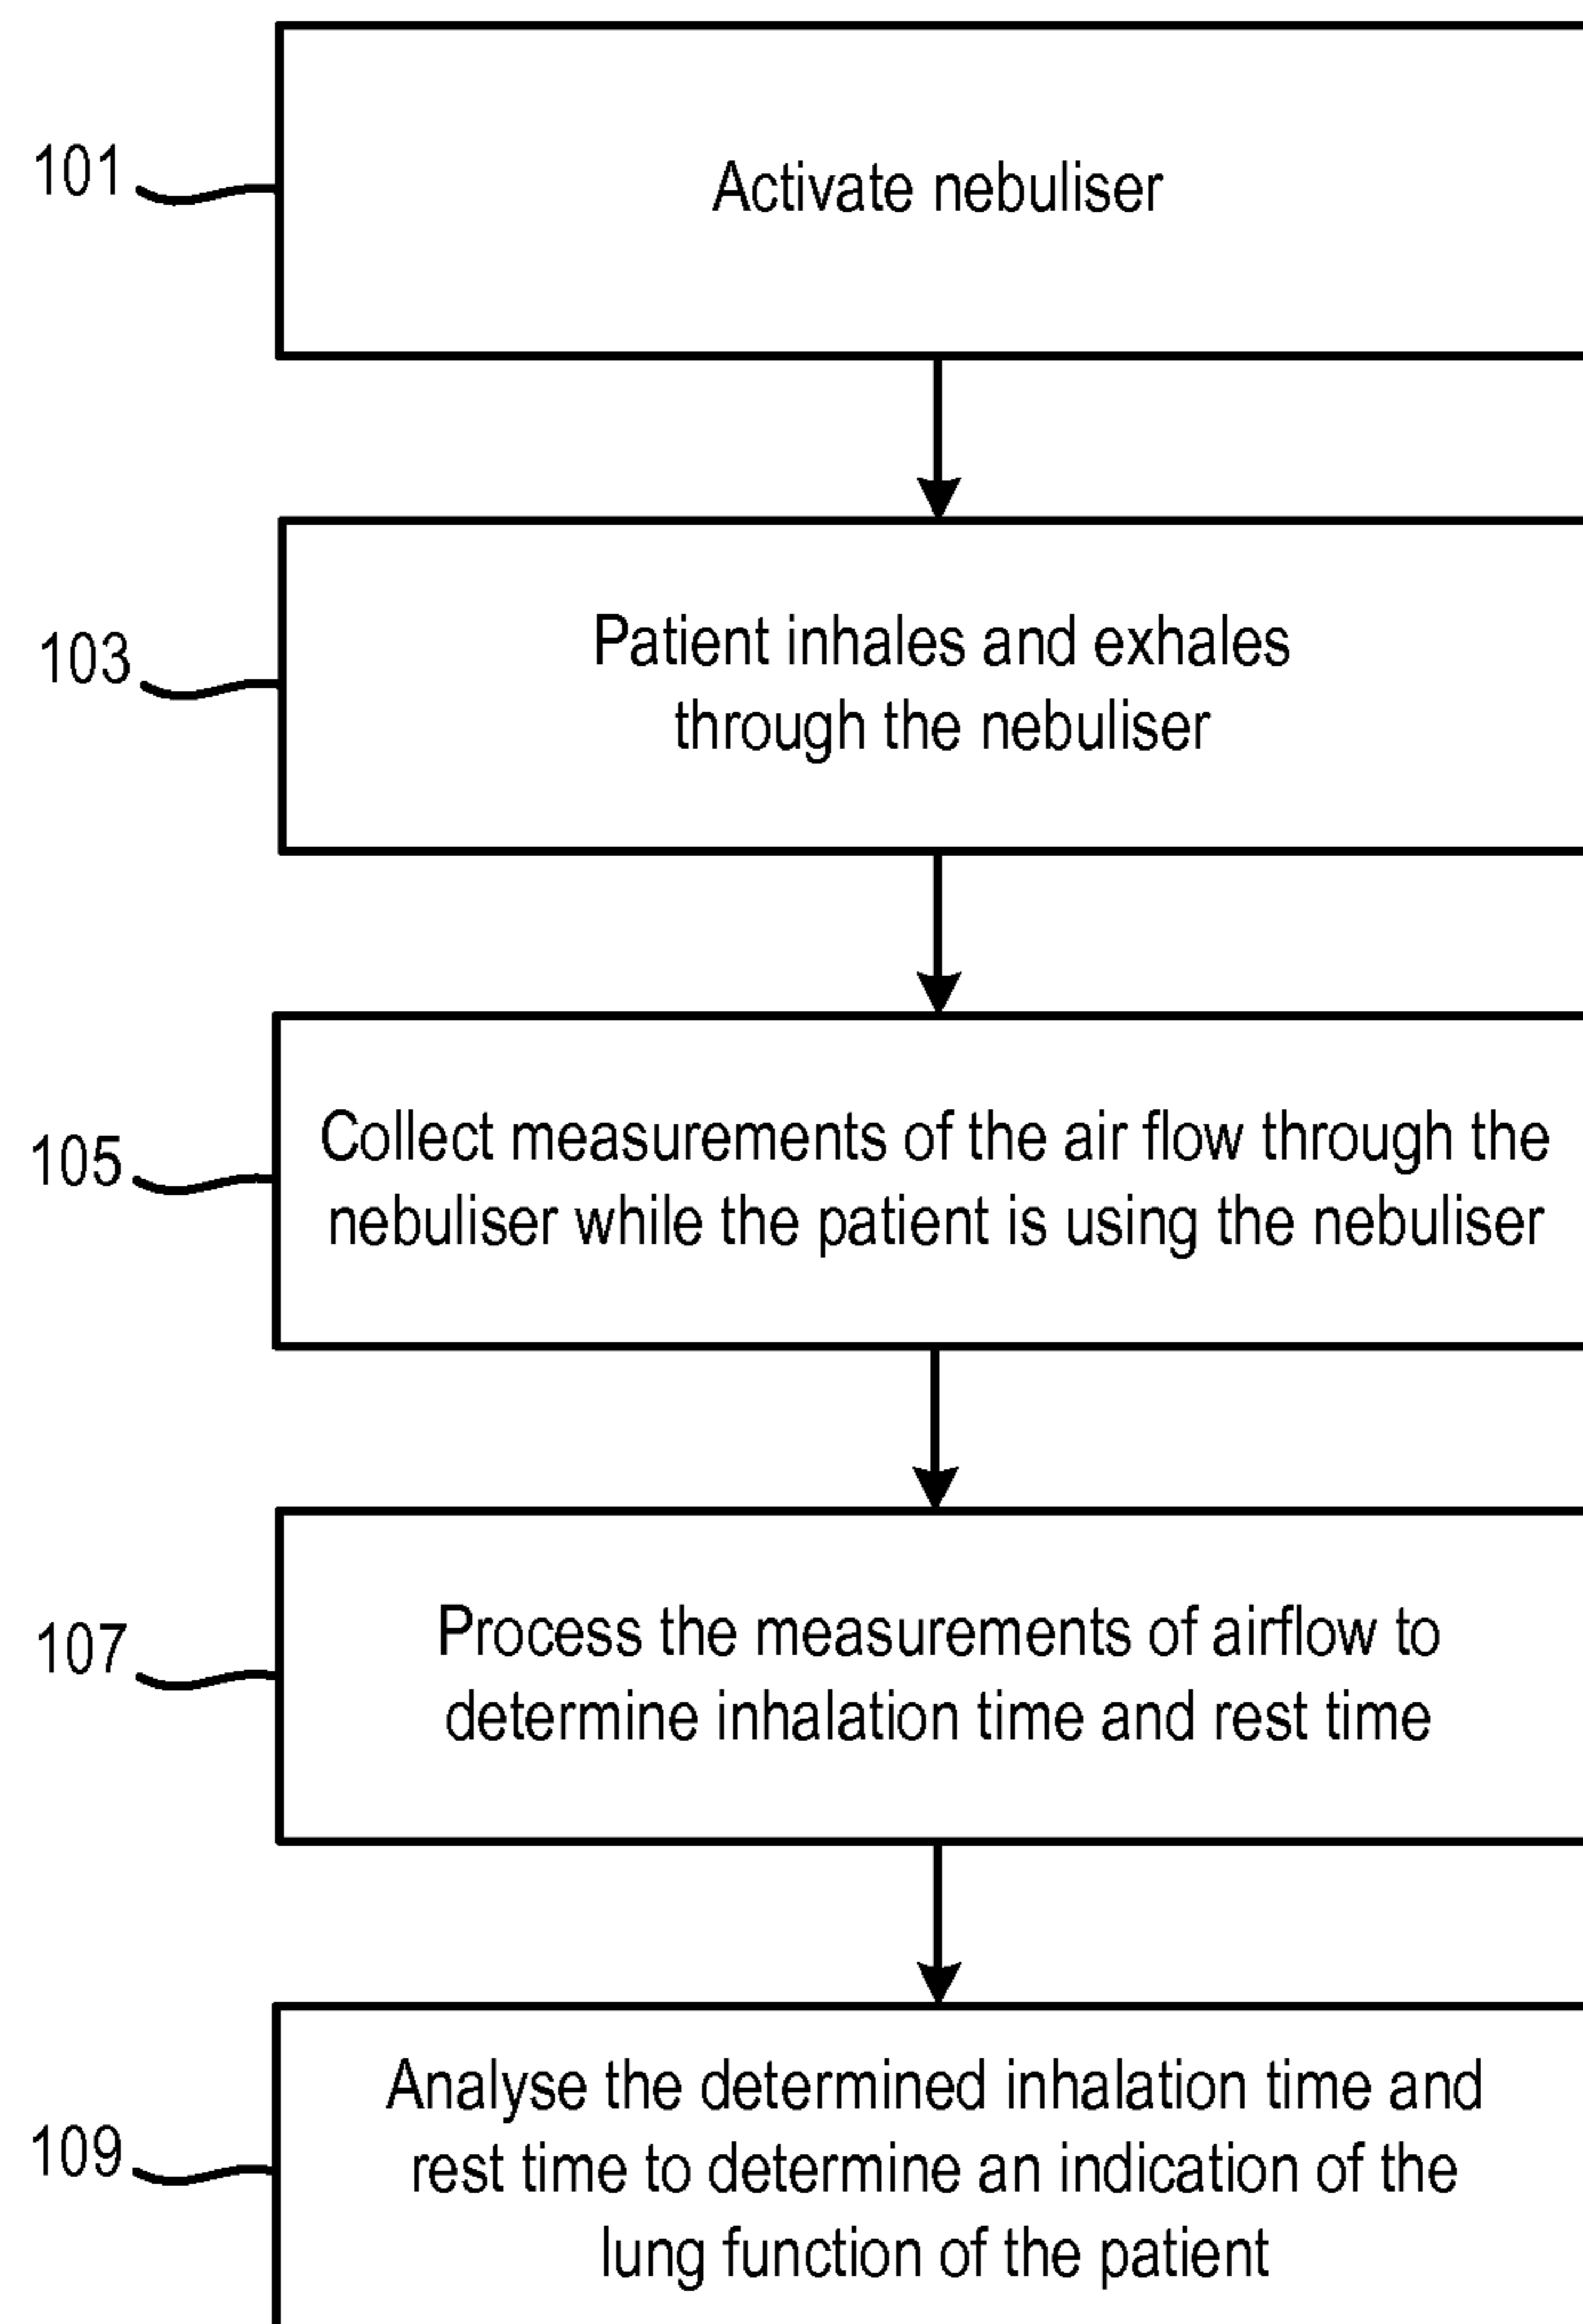 101
Activate nebuliser
103
Patient inhales and exhales
through the nebuliser
105
Collect measurements of the air flow through the
nebuliser while the patient is using the nebuliser
107
Process the measurements of airflow to
determine inhalation time and rest time
109
Analyse the determined inhalation time and
rest time to determine an indication of the
lung function of the patient